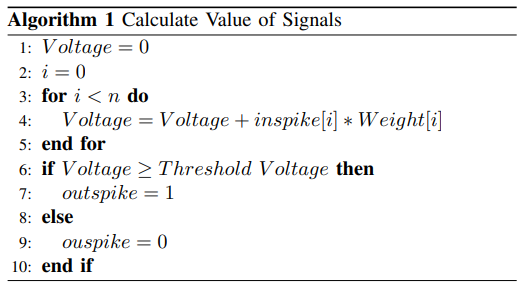 Algorithm 1 Calculate Value of Signals
1: Voltage = 0
2: i = 0
3: for i < n do
4: Voltage = Voltage + inspike[i] ∗ Weight[i]
5: end for
6: if Voltage ≥ Threshold Voltage then
7: outspike = 1
8: else
9: ouspike = 0
10: end if